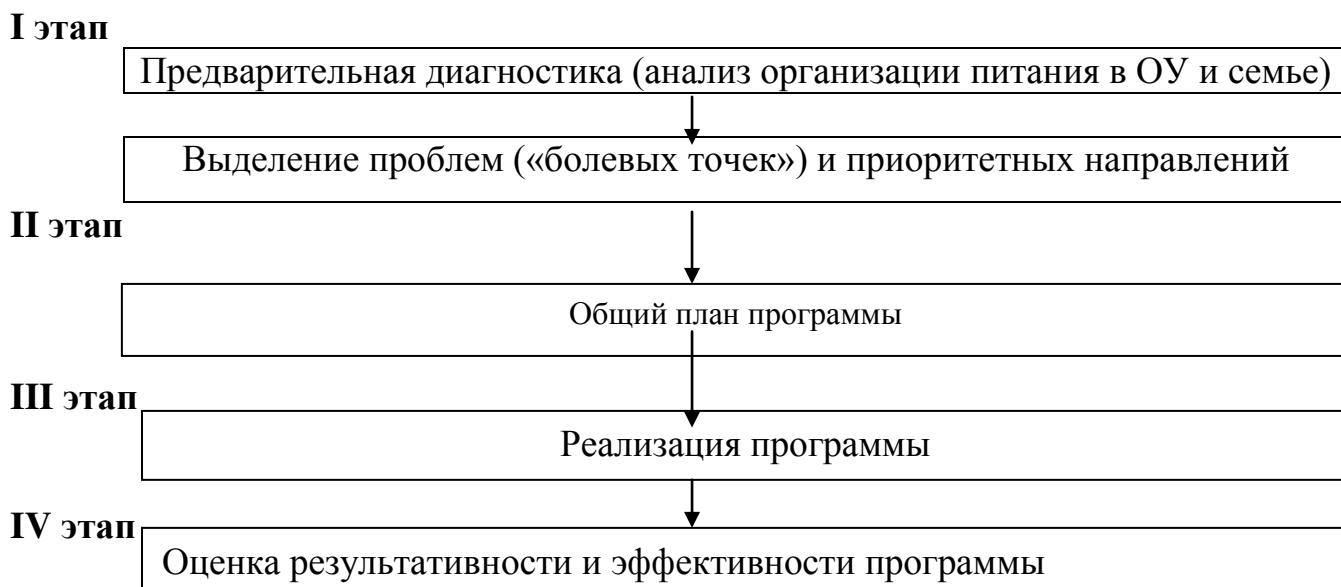 I этап
Предварительная диагностика (анализ организации питания в ОУ и семье)
Выделение проблем («болевых точек») и приоритетных направлений
II этап
Общий план программы
III этап
Реализация программы
IV этап
Оценка результативности и эффективности программы